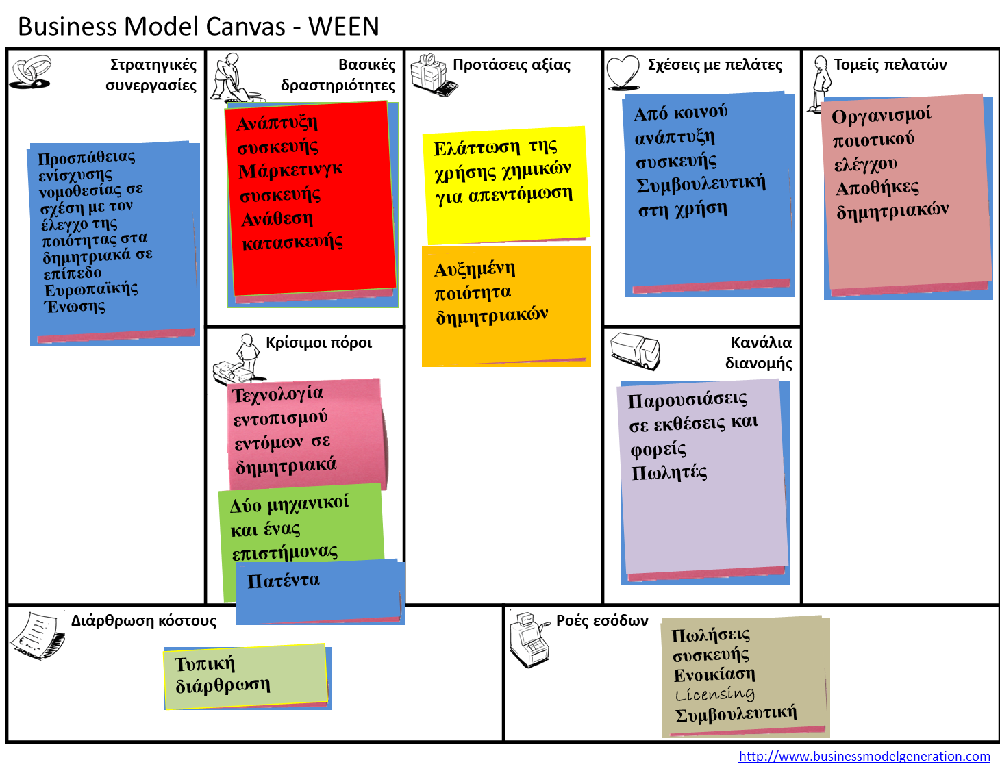 Business Model Canvas - WEEN
Στρατηγικές
συνεργασίες
Προσπάθειας
ενίσχυσης
νομοθεσίας σε
σχέση με τον
έλεγχο της
ποιότητας στα
δημητριακά σε
επίπεδο
Ευρωπαϊκής
Ένωσης
Βασικές
δραστηριότητες
Ανάπτυξη
συσκευής
Μάρκετινγκ
συσκευής
Ανάθεση
κατασκευής
Κρίσιμοι πόροι
Τεχνολογία
εντοπισμού
εντόμων σε
δημητριακά
Δύο μηχανικοί
και ένας
επιστήμονας
Πατέντα
Προτάσεις αξίας
Ελάττωση της
χρήσης χημικών
για απεντόμωση
Αυξημένη
ποιότητα
δημητριακών
Σχέσεις με πελάτες
Από κοινού
ανάπτυξη
συσκευής
Συμβουλευτική
στη χρήση
Κανάλια
διανομής
Παρουσιάσεις
σε εκθέσεις και
φορείς
Πωλητές
Τομείς πελατών
Οργανισμοί
ποιοτικού
ελέγχου
Αποθήκες
δημητριακών
Διάρθρωση κόστους
Τυπική
διάρθρωση
Ροές εσόδων
Πωλήσεις
συσκευής
Ενοικίαση
Licensing
Συμβουλευτική
http://www.businessmodelgeneration.com